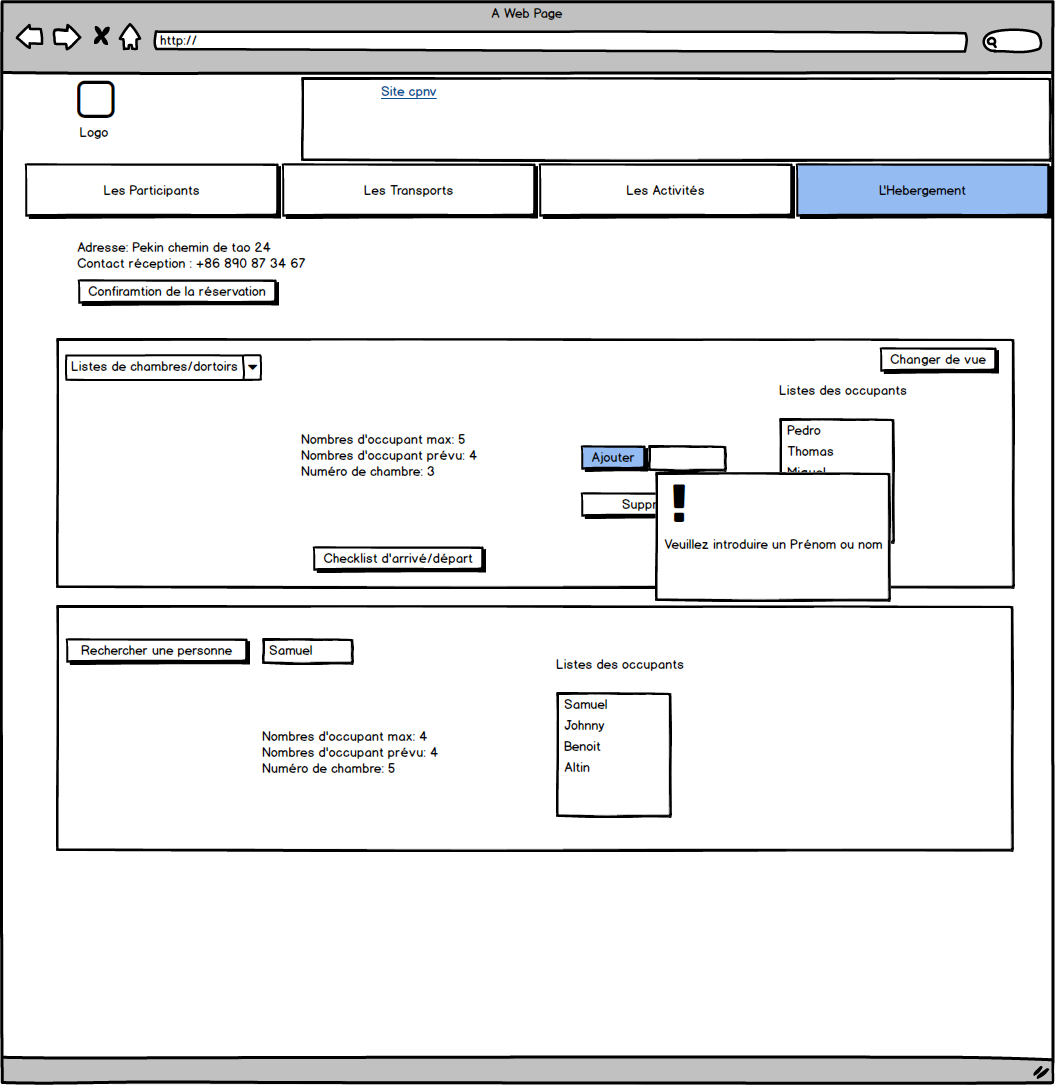 A Web Page
http://
Site cpnv
Logo
Les Participants
Les Transports
Les Activités
L'Hebergement
Adresse: Pekin chemin de tao 24
Contact réception : +86 890 87 34 67
Confiramtion de la réservation
Listes de chambres/dortoirs
Changer de vue
Listes des occupants
Nombres d'occupant max: 5
Nombres d'occupant prévu: 4
Numéro de chambre: 3
Ajouter
Pedro
Thomas
Miguel
Suppr
!
Veuillez introduire un Prénom ou nom
Checklist d'arrivé/départ
Rechercher une personne
Samuel
Listes des occupants
Samuel
Johnny
Benoit
Altin
Nombres d'occupant max: 4
Nombres d'occupant prévu: 4
Numéro de chambre: 5